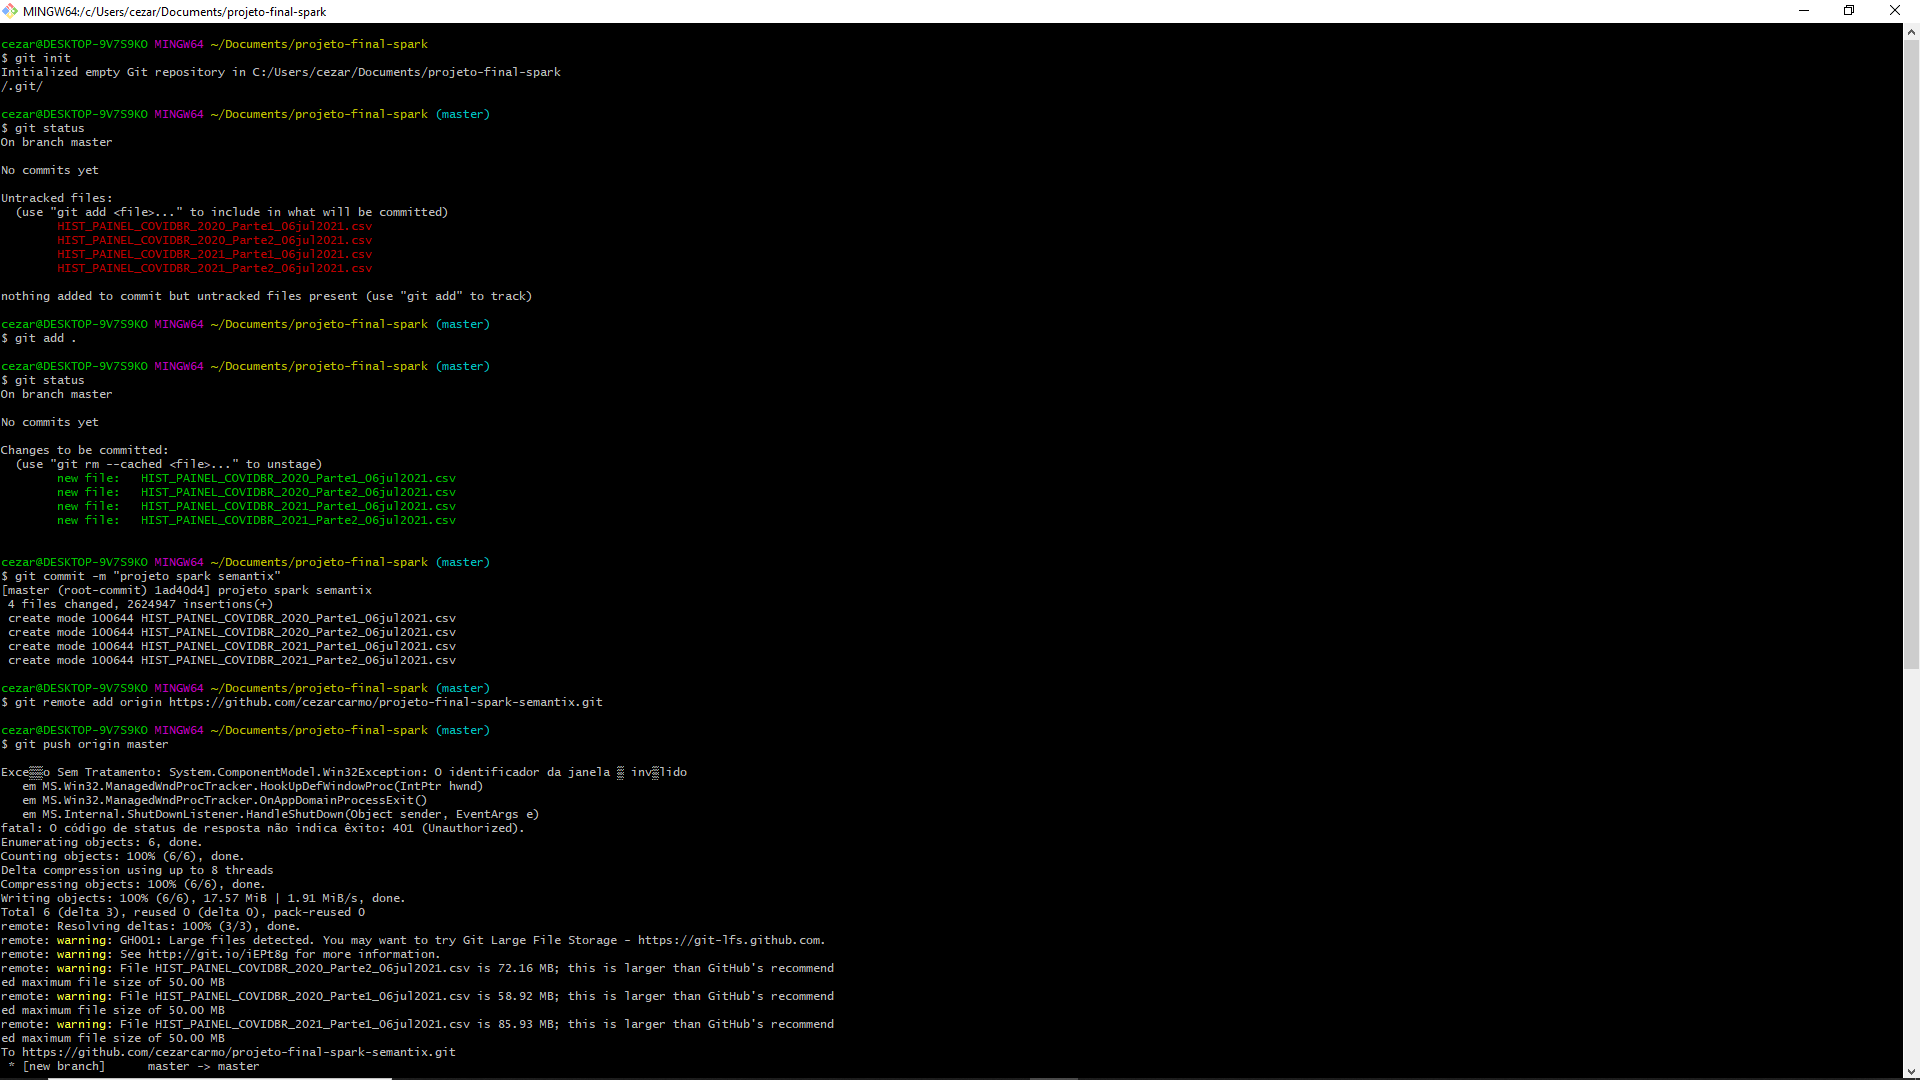 MINGW64:/c/Users/cezar/Documents/projeto-final-spark
cezar@DESKTOP-9V7S9KO MINGW64 ~/Documents/projeto-final-spark
$ git init
Initialized empty Git repository in C:/Users/cezar/Documents/projeto-final-spark
/.git/
cezar@DESKTOP-9V7S9KO MINGW64 ~/Documents/projeto-final-spark (master)
$ git status
On branch master
No commits yet
Untracked files:
(use "git add <file>..." to include in what will be committed)
HIST_PAINEL_COVIDBR_2020_Parte1_06jul2021.csv
HIST_PAINEL_COVIDBR_2020_Parte2_06jul2021.csv
HIST_PAINEL_COVIDBR_2021_Parte1_06jul2021.csv
HIST_PAINEL_COVIDBR_2021_Parte2_06jul2021.csv
nothing added to commit but untracked files present (use "git add" to track)
cezar@DESKTOP-9V7S9KO MINGW64 ~/Documents/projeto-final-spark (master)
$ git add .
cezar@DESKTOP-9V7S9KO MINGW64 ~/Documents/projeto-final-spark (master)
$ git status
On branch master
No commits yet
Changes to be committed:
(use "git rm --cached <file>..." to unstage)
new file:   HIST_PAINEL_COVIDBR_2020_Parte1_06jul2021.csv
new file:   HIST_PAINEL_COVIDBR_2020_Parte2_06jul2021.csv
new file:   HIST_PAINEL_COVIDBR_2021_Parte1_06jul2021.csv
new file:   HIST_PAINEL_COVIDBR_2021_Parte2_06jul2021.csv
cezar@DESKTOP-9V7S9KO MINGW64 ~/Documents/projeto-final-spark (master)
$ git commit -m "projeto spark semantix"
[master (root-commit) 1ad40d4] projeto spark semantix
4 files changed, 2624947 insertions(+)
create mode 100644 HIST_PAINEL_COVIDBR_2020_Parte1_06jul2021.csv
create mode 100644 HIST_PAINEL_COVIDBR_2020_Parte2_06jul2021.csv
create mode 100644 HIST_PAINEL_COVIDBR_2021_Parte1_06jul2021.csv
create mode 100644 HIST_PAINEL_COVIDBR_2021_Parte2_06jul2021.csv
cezar@DESKTOP-9V7S9KO MINGW64 ~/Documents/projeto-final-spark (master)
$ git remote add origin https://github.com/cezarcarmo/projeto-final-spark-semantix.git
cezar@DESKTOP-9V7S9KO MINGW64 ~/Documents/projeto-final-spark (master)
$ git push origin master
Exce▒▒o Sem Tratamento: System.ComponentModel.Win32Exception: O identificador da janela ▒ inv▒lido
em MS.Win32.ManagedWndProcTracker.HookUpDefWindowProc(IntPtr hwnd)
em MS.Win32.ManagedWndProcTracker.OnAppDomainProcessExit()
em MS.Internal.ShutDownListener.HandleShutDown(Object sender, EventArgs e)
fatal: O código de status de resposta não indica êxito: 401 (Unauthorized).
Enumerating objects: 6, done.
Counting objects: 100% (6/6), done.
Delta compression using up to 8 threads
Compressing objects: 100% (6/6), done.
Writing objects: 100% (6/6), 17.57 MiB | 1.91 MiB/s, done.
Total 6 (delta 3), reused 0 (delta 0), pack-reused 0
remote: Resolving deltas: 100% (3/3), done.
remote: warning: GH001: Large files detected. You may want to try Git Large File Storage - https://git-lfs.github.com.
remote: warning: See http://git.io/iEPt8g for more information.
remote: warning: File HIST_PAINEL_COVIDBR_2020_Parte2_06jul2021.csv is 72.16 MB; this is larger than GitHub's recommend
ed maximum file size of 50.00 MB
remote: warning: File HIST_PAINEL_COVIDBR_2020_Parte1_06jul2021.csv is 58.92 MB; this is larger than GitHub's recommend
ed maximum file size of 50.00 MB
remote: warning: File HIST_PAINEL_COVIDBR_2021_Parte1_06jul2021.csv is 85.93 MB; this is larger than GitHub's recommend
ed maximum file size of 50.00 MB
To https://github.com/cezarcarmo/projeto-final-spark-semantix.git
* [new branch]      master -> master